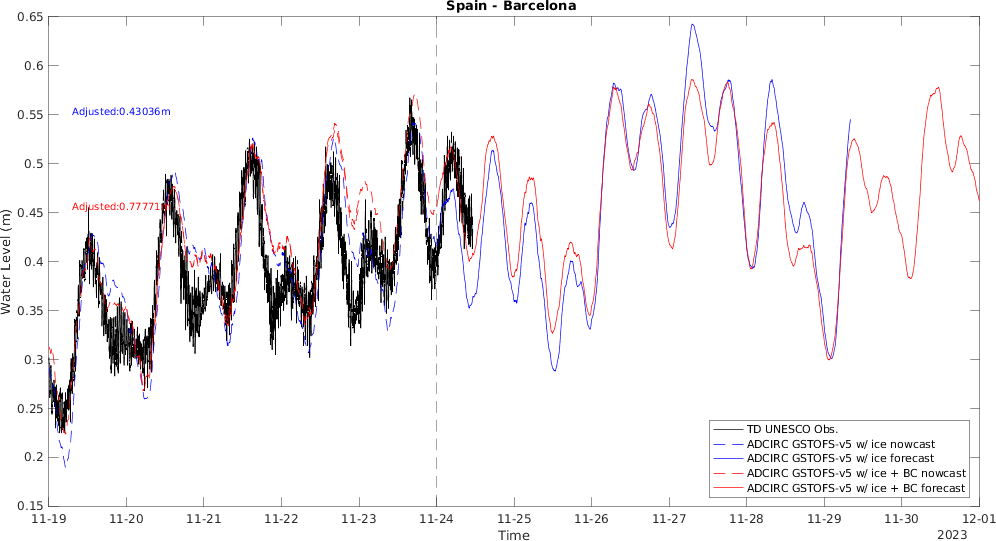 Spain - Barcelona
0.65
0.6
0.55
0.5
0.45
0.4
0.35
0.3
0.25
0.2
0.15
Water Level (m)
Adjusted:0.43036m
Adjusted:0.77771m
TD UNESCO Obs.
ADCIRC GSTOFS-v5 w/ ice nowcast
ADCIRC GSTOFS-v5 w/ ice forecast
ADCIRC GSTOFS-v5 w/ ice + BC nowcast
ADCIRC GSTOFS-v5 w/ ice + BC forecast
11-19 11-20 11-21 11-22 11-23 11-24 11-25 11-26 11-27 11-28 11-29 11-30 12-01
Time
2023